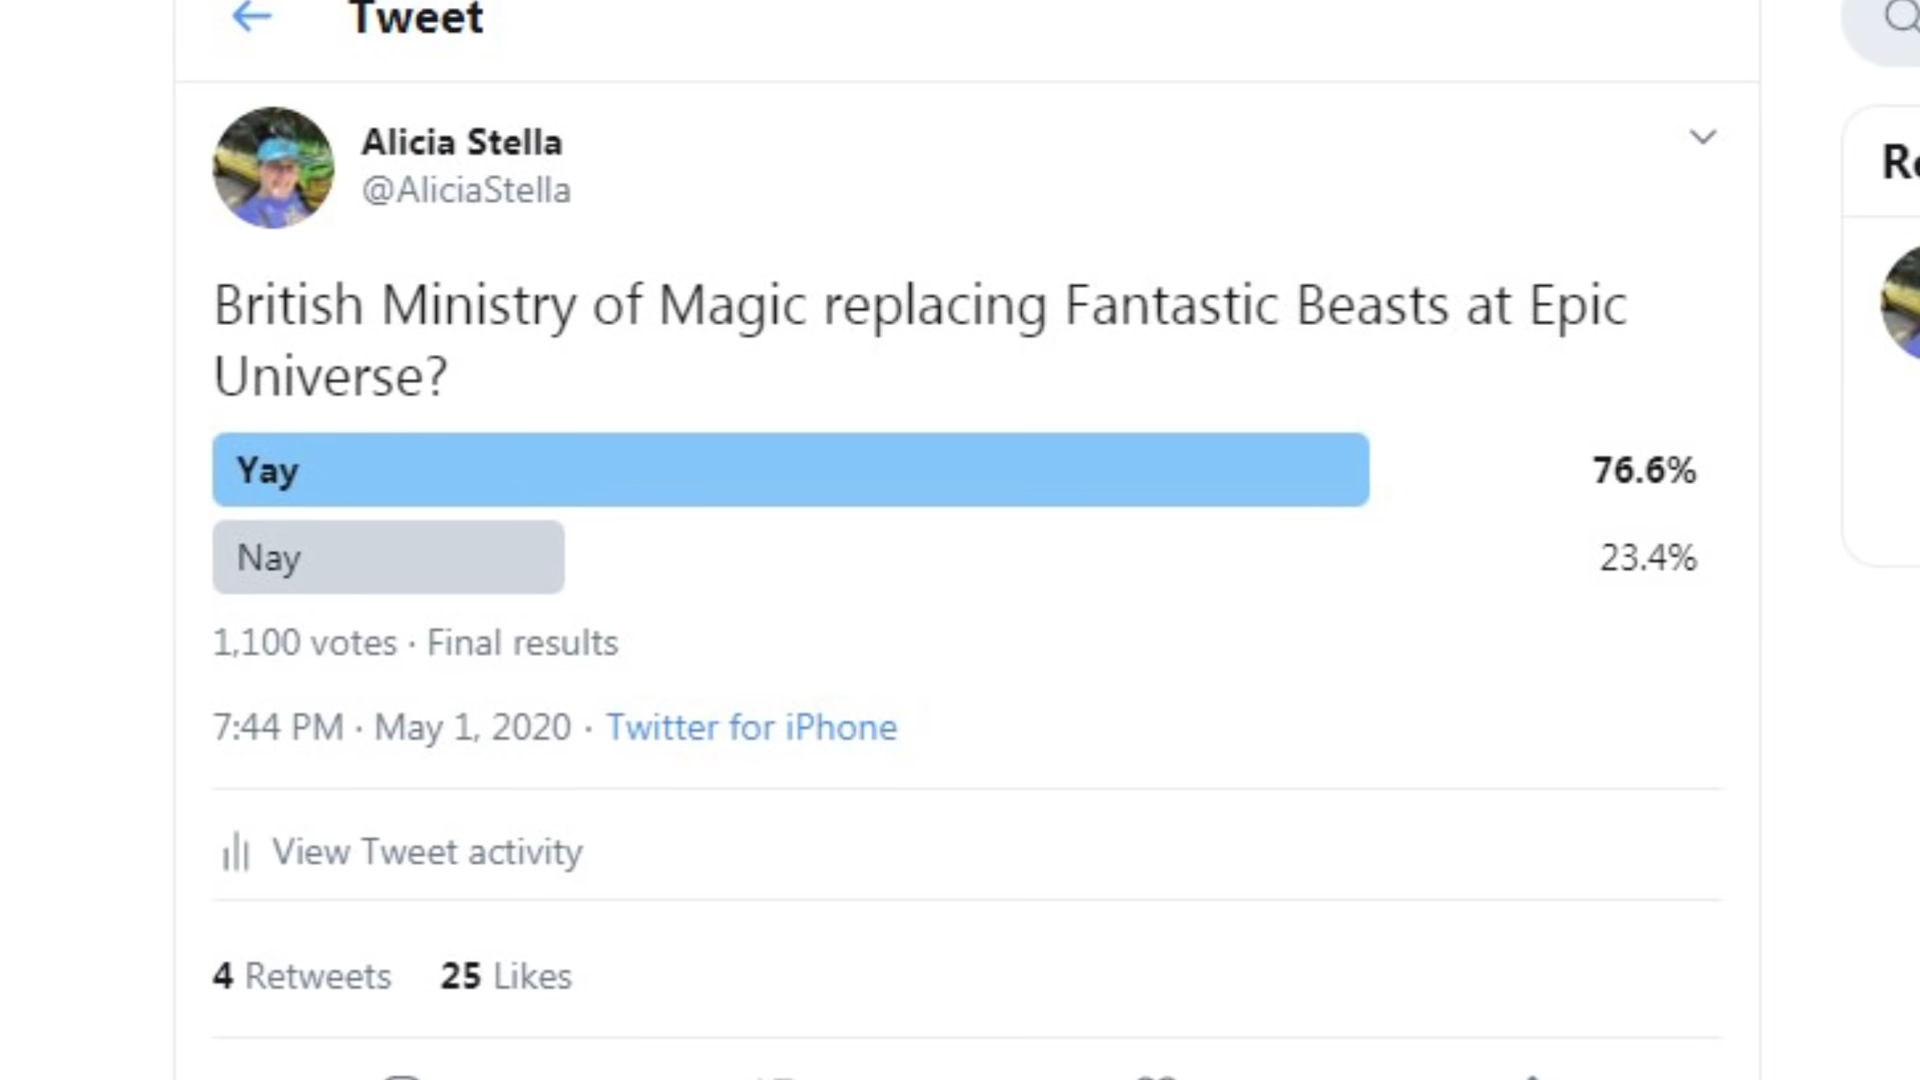 Tweet
Alicia Stella
@AliciaStella
British Ministry of Magic replacing Fantastic Beasts at Epic
Universe?
Yay 76.6%
Nay 23.4%
1,100 votes · Final results
7:44 PM · May 1, 2020 · Twitter for iPhone
View Tweet activity
4 Retweets 25 Likes